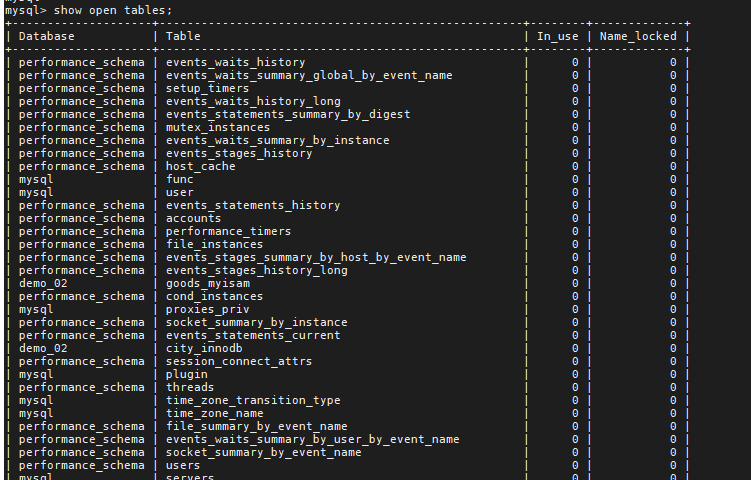 mysql> show open tables;
+--------------------+----------------------------------------------------+--------+-------------+
| Database | Table | In_use | Name_locked |
+--------------------+----------------------------------------------------+--------+-------------+
| performance_schema | events_waits_history | 0 | 0 |
| performance_schema | events_waits_summary_global_by_event_name | 0 | 0 |
| performance_schema | setup_timers | 0 | 0 |
| performance_schema | events_waits_history_long | 0 | 0 |
| performance_schema | events_statements_summary_by_digest | 0 | 0 |
| performance_schema | mutex_instances | 0 | 0 |
| performance_schema | events_waits_summary_by_instance | 0 | 0 |
| performance_schema | events_stages_history | 0 | 0 |
| performance_schema | host_cache | 0 | 0 |
| mysql | func | 0 | 0 |
| mysql | user | 0 | 0 |
| performance_schema | events_statements_history | 0 | 0 |
| performance_schema | accounts | 0 | 0 |
| performance_schema | performance_timers | 0 | 0 |
| performance_schema | file_instances | 0 | 0 |
| performance_schema | events_stages_summary_by_host_by_event_name | 0 | 0 |
| performance_schema | events_stages_history_long | 0 | 0 |
| demo_02 | goods_myisam | 0 | 0 |
| performance_schema | cond_instances | 0 | 0 |
| mysql | proxies_priv | 0 | 0 |
| performance_schema | socket_summary_by_instance | 0 | 0 |
| performance_schema | events_statements_current | 0 | 0 |
| demo_02 | city_innodb | 0 | 0 |
| performance_schema | session_connect_attrs | 0 | 0 |
| mysql | plugin | 0 | 0 |
| performance_schema | threads | 0 | 0 |
| mysql | time_zone_transition_type | 0 | 0 |
| mysql | time_zone_name | 0 | 0 |
| performance_schema | file_summary_by_event_name | 0 | 0 |
| performance_schema | events_waits_summary_by_user_by_event_name | 0 | 0 |
| performance_schema | socket_summary_by_event_name | 0 | 0 |
| performance_schema | users | 0 | 0 |
| mysql | servers | 0 | 0 |